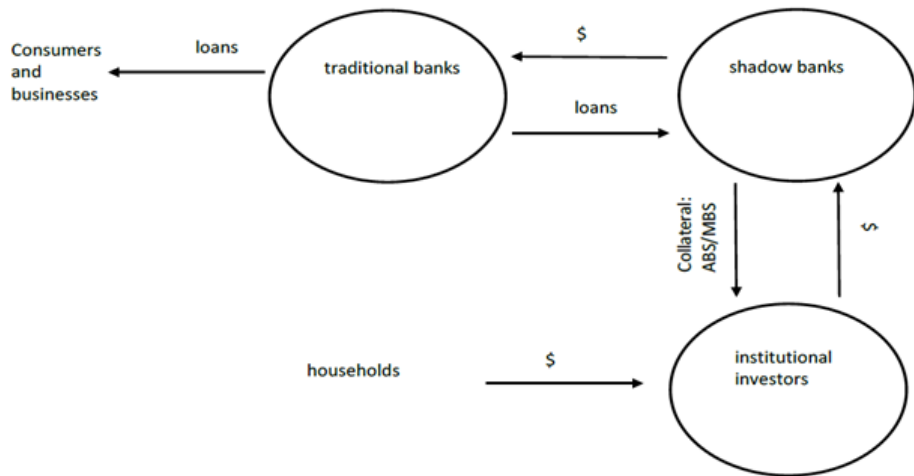 Consumers
and
businesses
loans
traditional banks
$
loans
shadow banks
Collateral:
ABS/MBS
$
households
$
institutional
investors